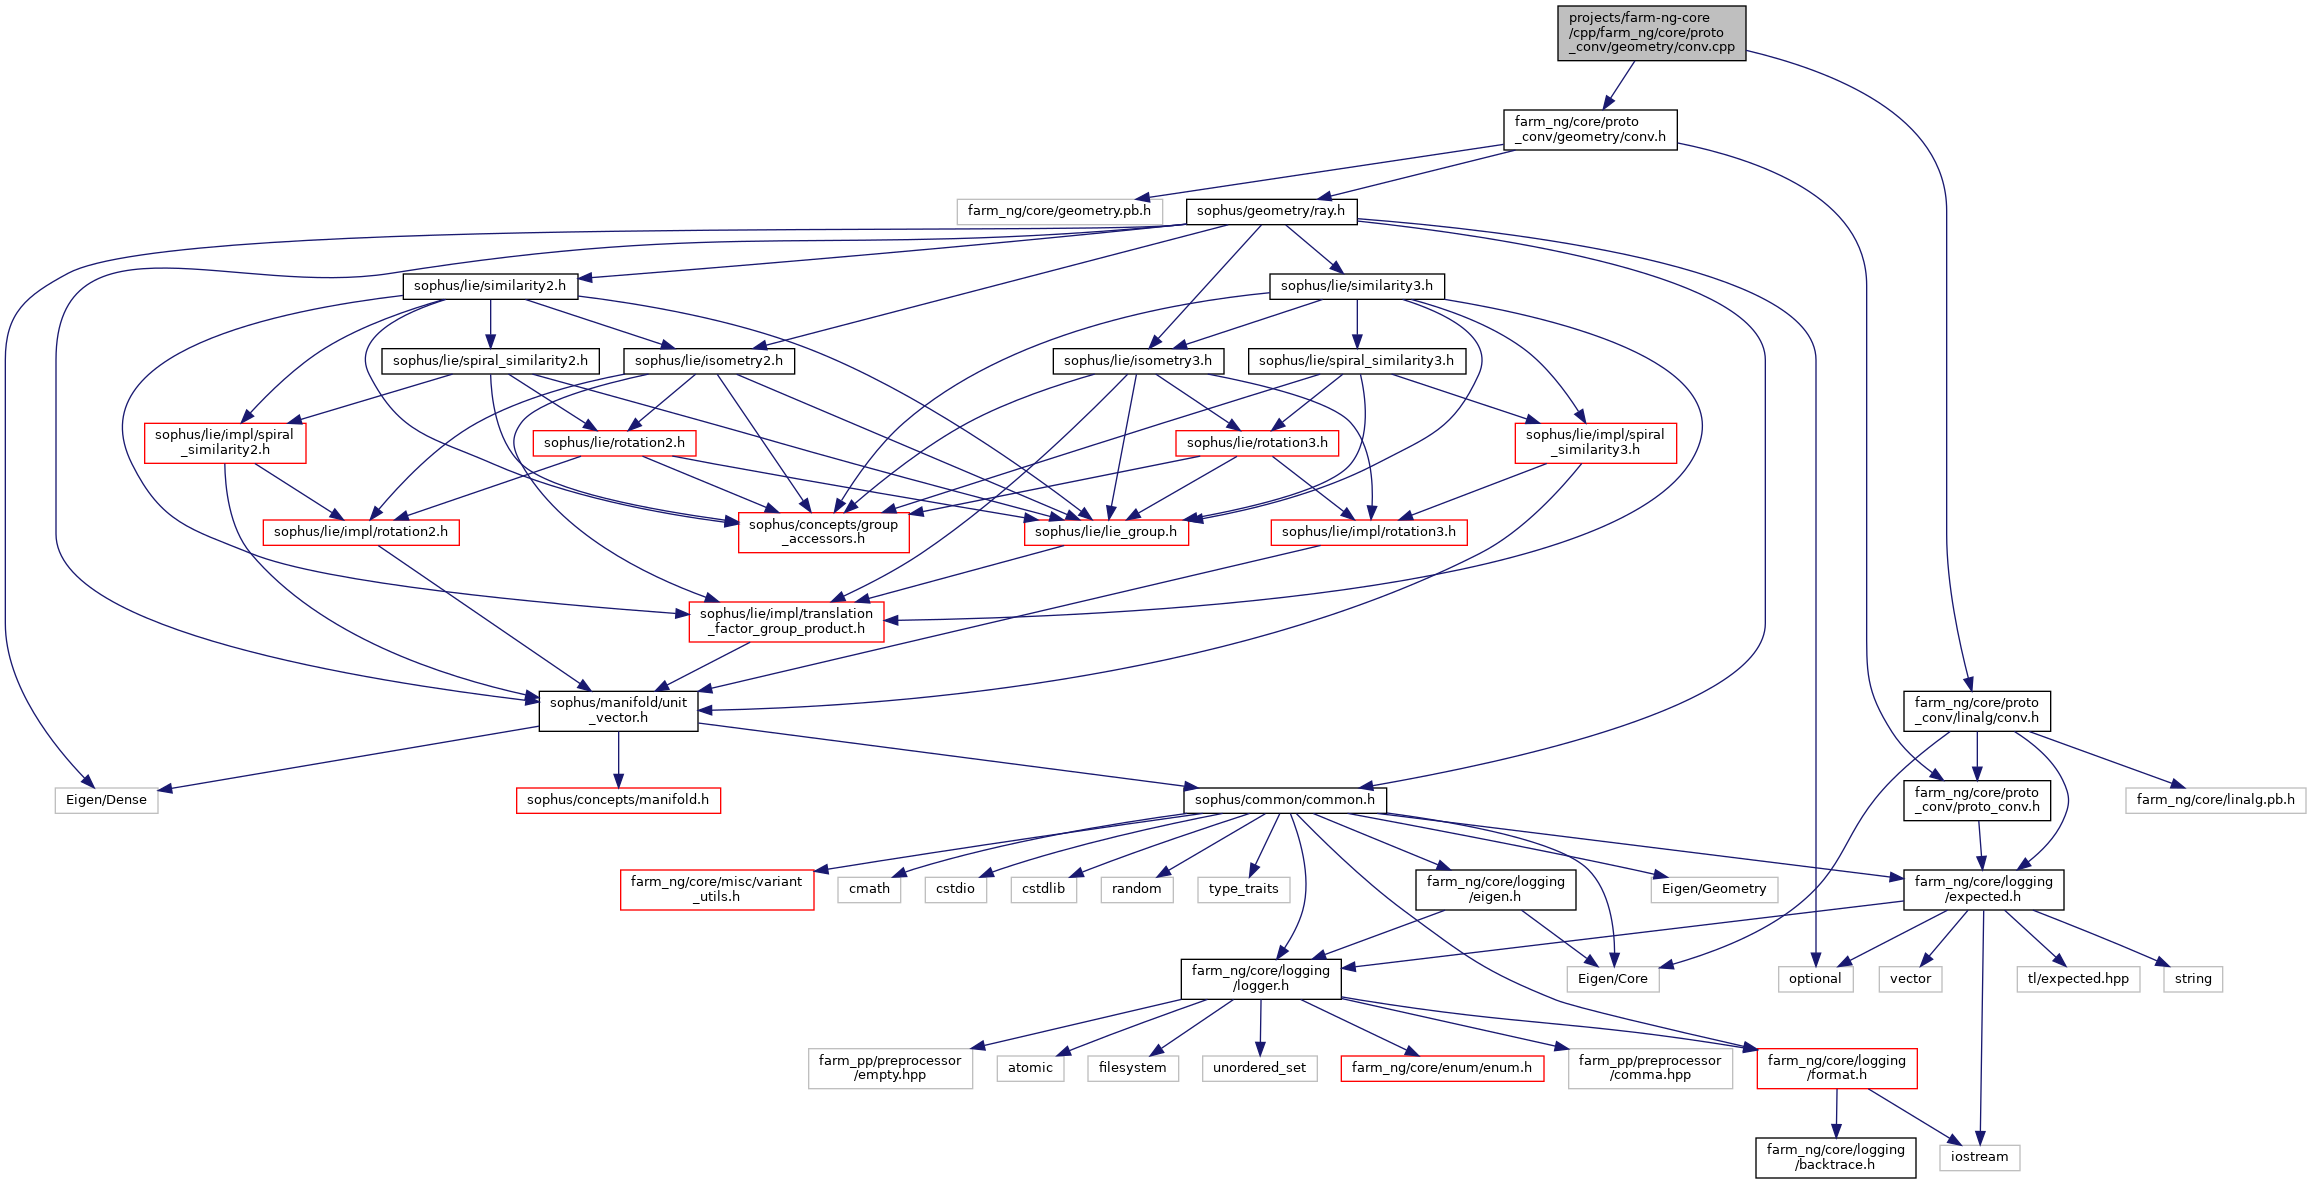 projects/farm-ng-core
/cpp/farm_ng/core/proto
_conv/geometry/conv.cpp
farm_ng/core/proto
_conv/geometry/conv.h
farm_ng/core/geometry.pb.h
sophus/geometry/ray.h
sophus/lie/similarity2.h
sophus/lie/similarity3.h
sophus/lie/spiral_similarity2.h
sophus/lie/isometry2.h
sophus/lie/isometry3.h
sophus/lie/spiral_similarity3.h
sophus/lie/impl/spiral
_similarity2.h
sophus/lie/rotation2.h
sophus/lie/rotation3.h
sophus/lie/impl/spiral
_similarity3.h
sophus/lie/impl/rotation2.h
sophus/concepts/group
_accessors.h
sophus/lie/lie_group.h
sophus/lie/impl/rotation3.h
sophus/lie/impl/translation
_factor_group_product.h
sophus/manifold/unit
_vector.h
farm_ng/core/proto
_conv/linalg/conv.h
Eigen/Dense
sophus/concepts/manifold.h
sophus/common/common.h
farm_ng/core/proto
_conv/proto_conv.h
farm_ng/core/linalg.pb.h
farm_ng/core/misc/variant
_utils.h
cmath
cstdio
cstdlib
random
type_traits
farm_ng/core/logging
/eigen.h
Eigen/Geometry
farm_ng/core/logging
/expected.h
farm_ng/core/logging
/logger.h
Eigen/Core
optional
vector
tl/expected.hpp
string
farm_pp/preprocessor
/empty.hpp
atomic
filesystem
unordered_set
farm_ng/core/enum/enum.h
farm_pp/preprocessor
/comma.hpp
farm_ng/core/logging
/format.h
farm_ng/core/logging
/backtrace.h
iostream